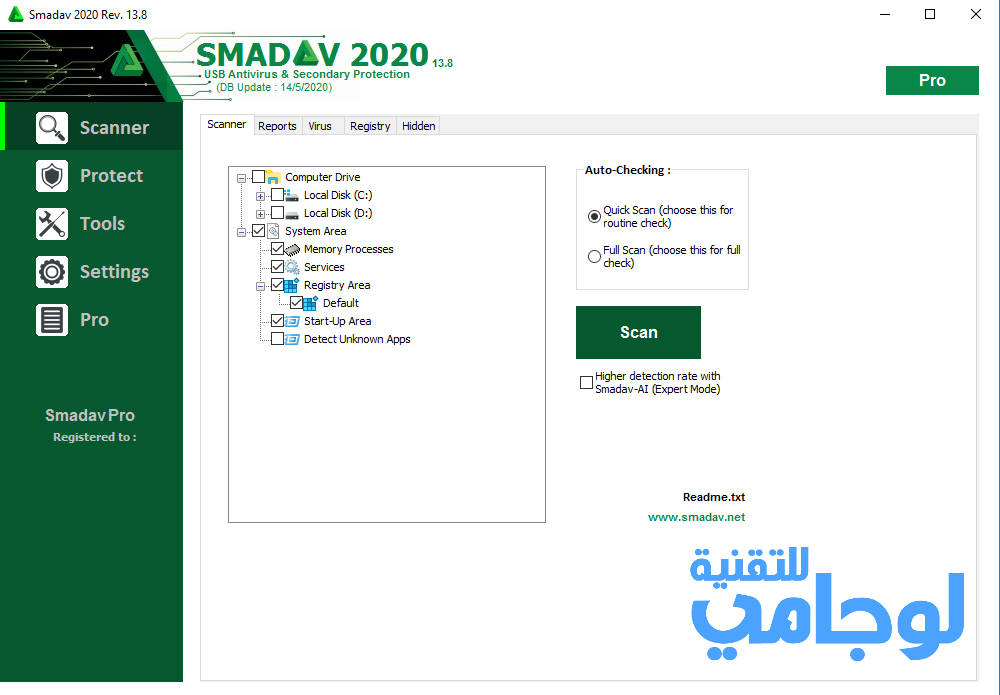 Smadav 2020 Rev. 13.8
SMADAV 2020 13.8
USB Antivirus & Secondary Protection
(DB Update : 14/5/2020)
Pro
Scanner
Protect
Tools
Settings
Pro
Smadav Pro
Registered to :
Scanner Reports Virus Registry Hidden
Computer Drive
Local Disk (C:)
Local Disk (D:)
System Area
Memory Processes
Services
Registry Area
Default
Start-Up Area
Detect Unknown Apps
Auto-Checking :
Quick Scan (choose this for
routine check)
Full Scan (choose this for full
check)
Scan
Higher detection rate with
Smadav-AI (Expert Mode)
Readme.txt
www.smadav.net
للتقنية
لوجامي